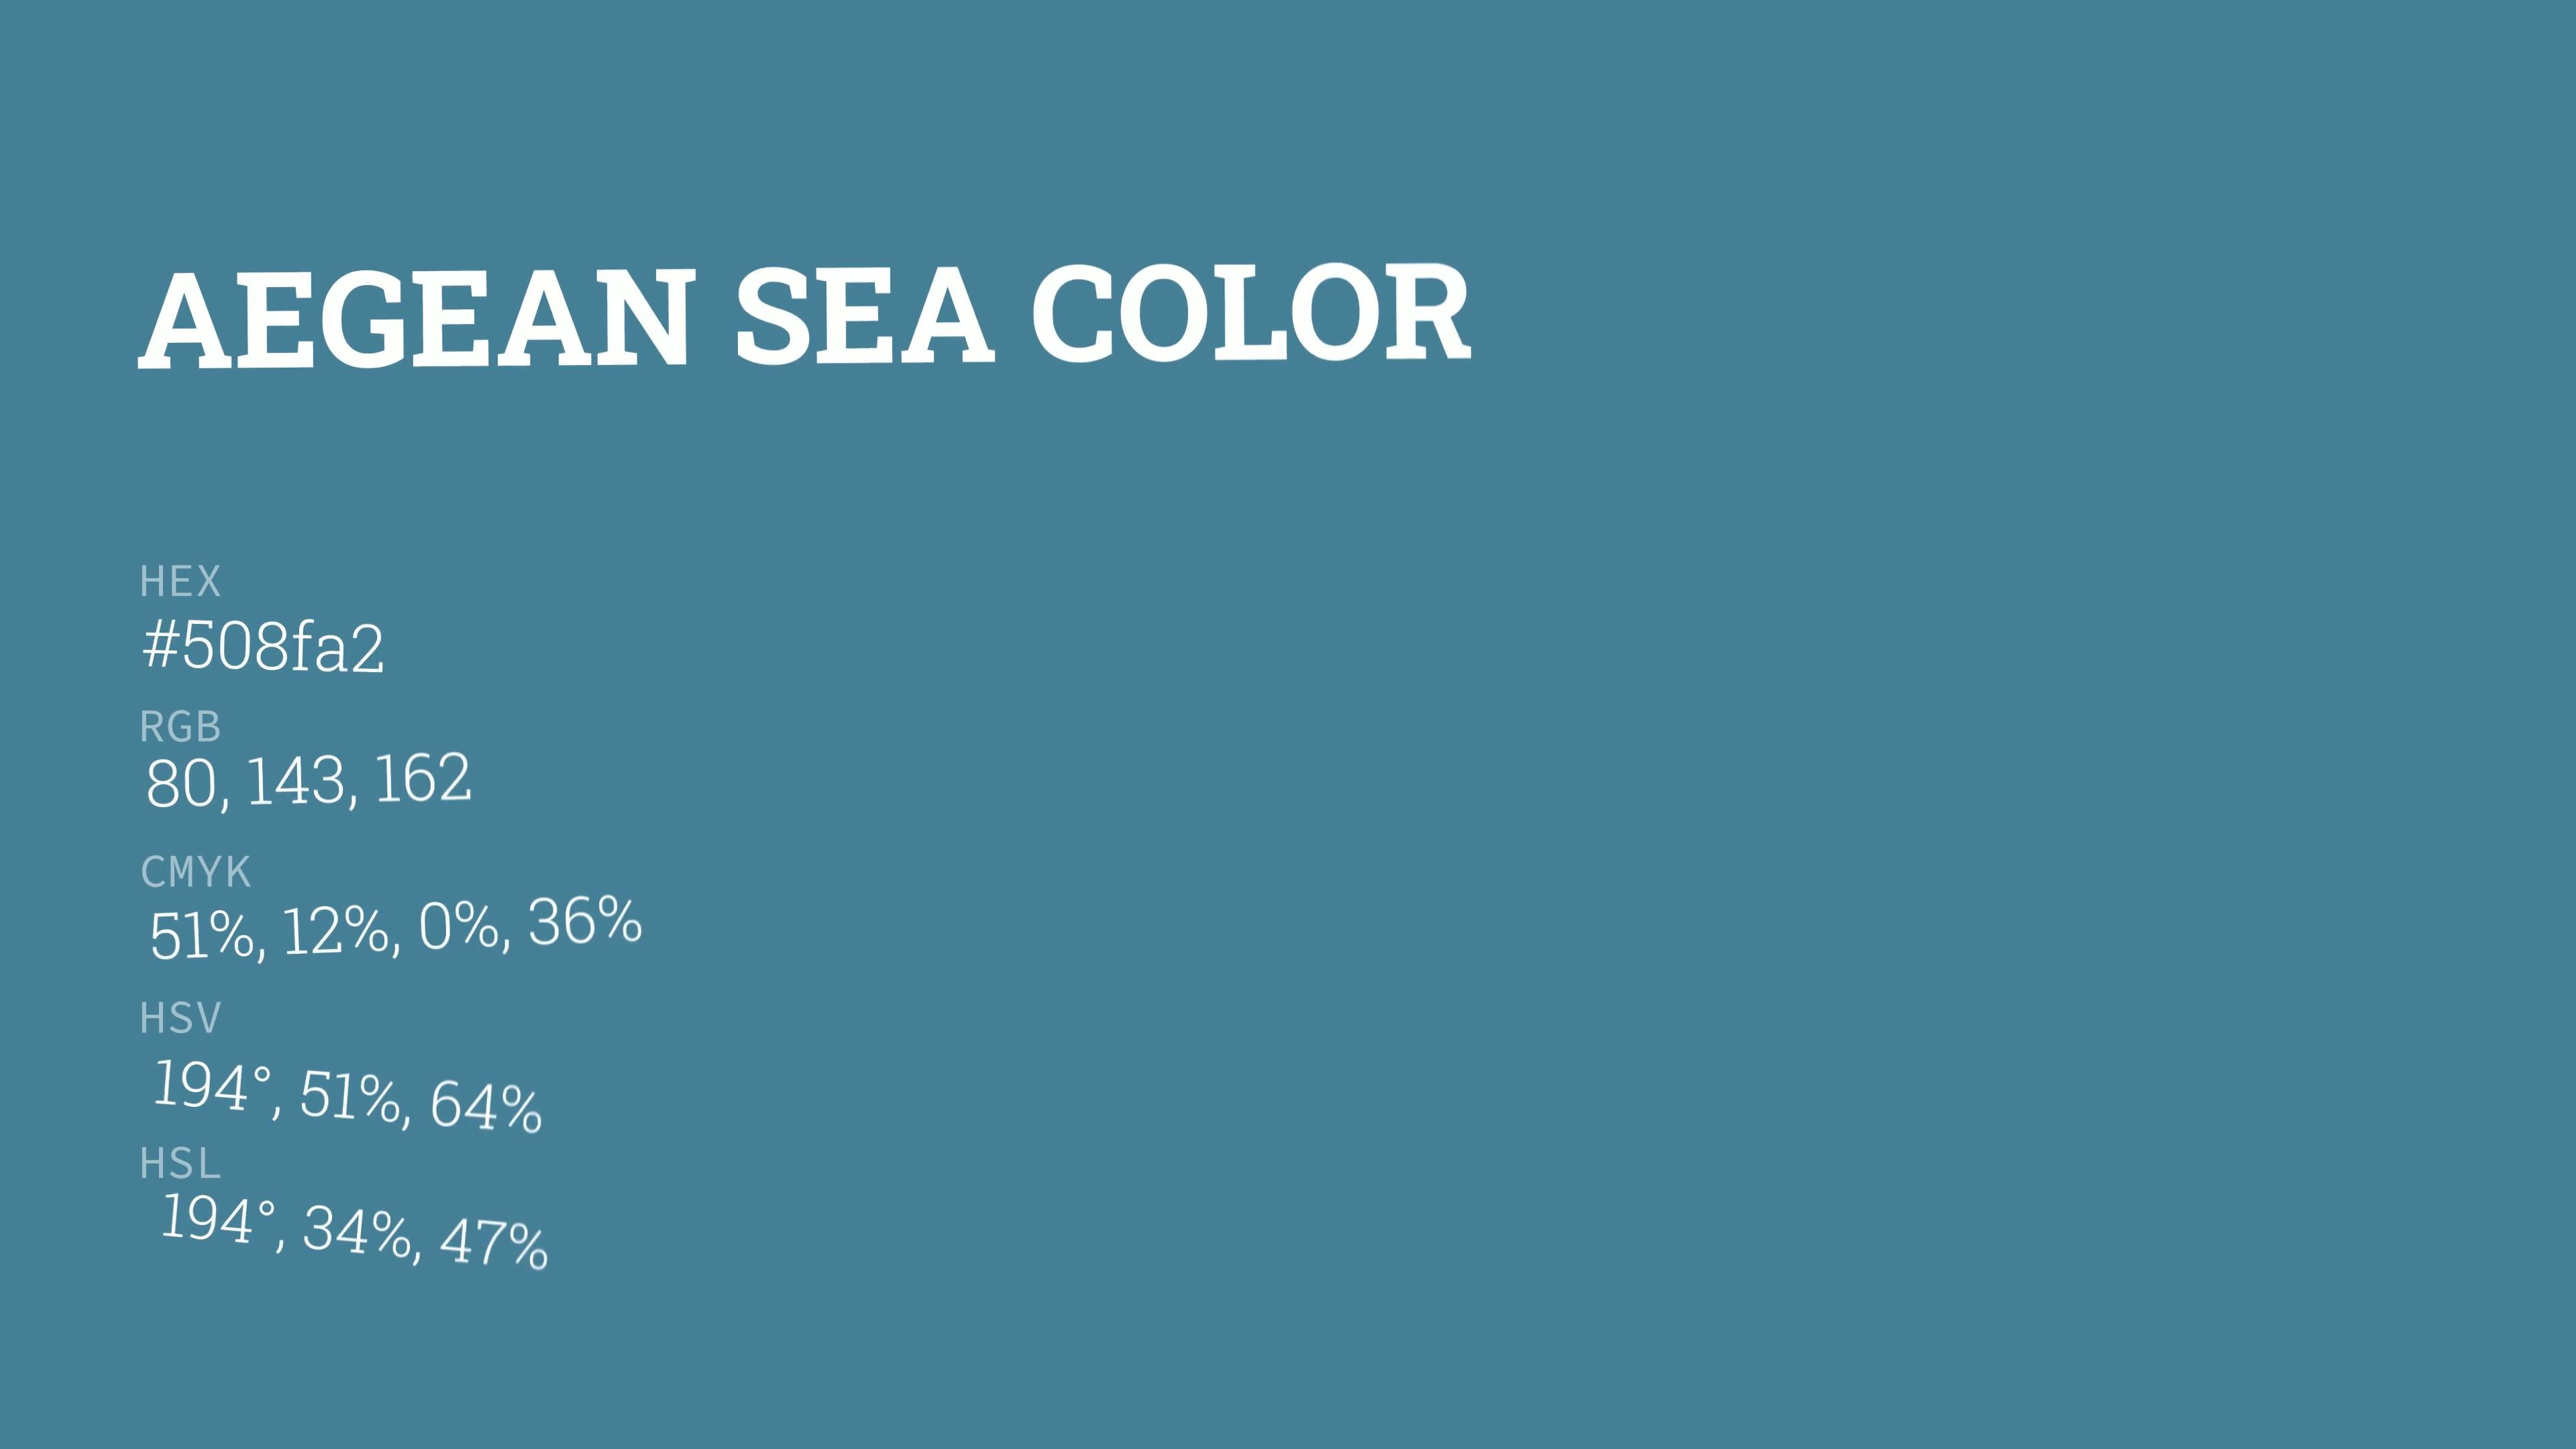 AEGEAN SEA COLOR
HEX
#508fa2
RGB
80, 143, 162
CMYK
51%, 12%, 0%, 36%
HSV
194°, 51%, 64%
HSL
194°, 34%, 47%